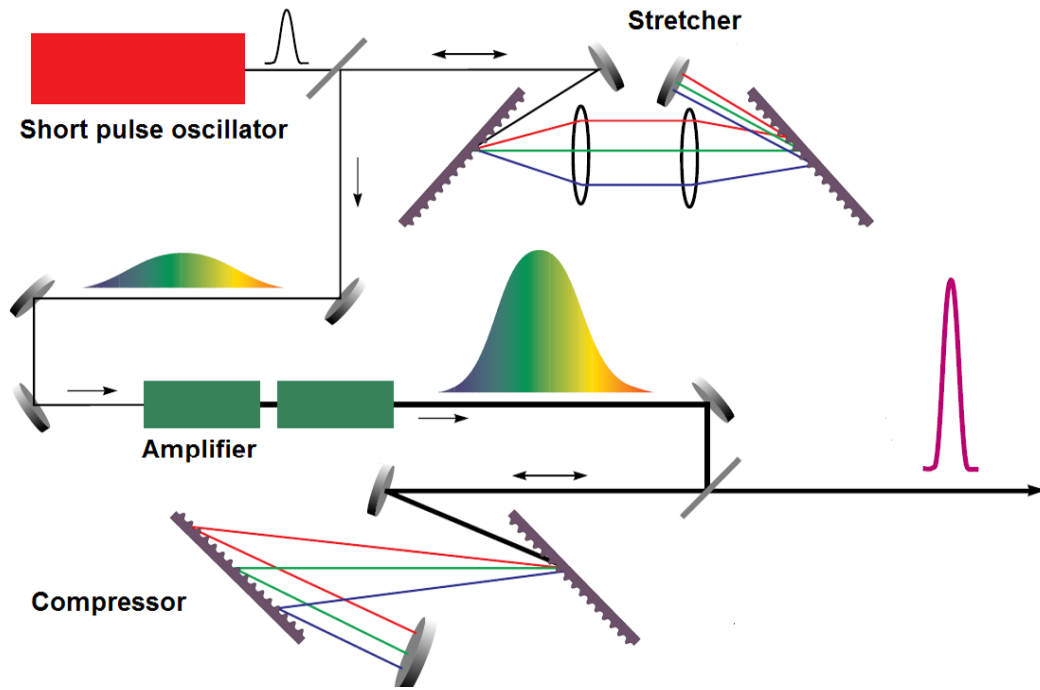 Stretcher
Short pulse oscillator
Amplifier
Compressor